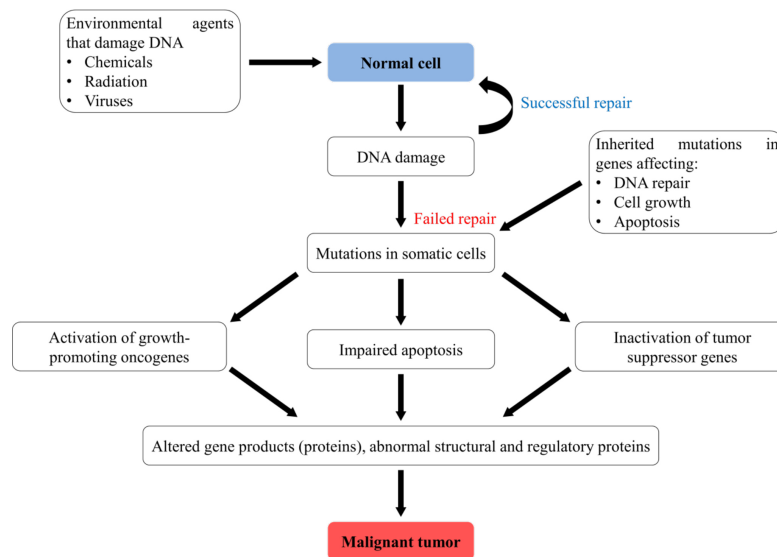 Environmental agents
that damage DNA
• Chemicals
• Radiation
• Viruses
Normal cell
Successful repair
DNA damage
Inherited mutations in
genes affecting:
• DNA repair
• Cell growth
• Apoptosis
Failed repair
Mutations in somatic cells
Activation of growth-
promoting oncogenes
Impaired apoptosis
Inactivation of tumor
suppressor genes
Altered gene products (proteins), abnormal structural and regulatory proteins
Malignant tumor